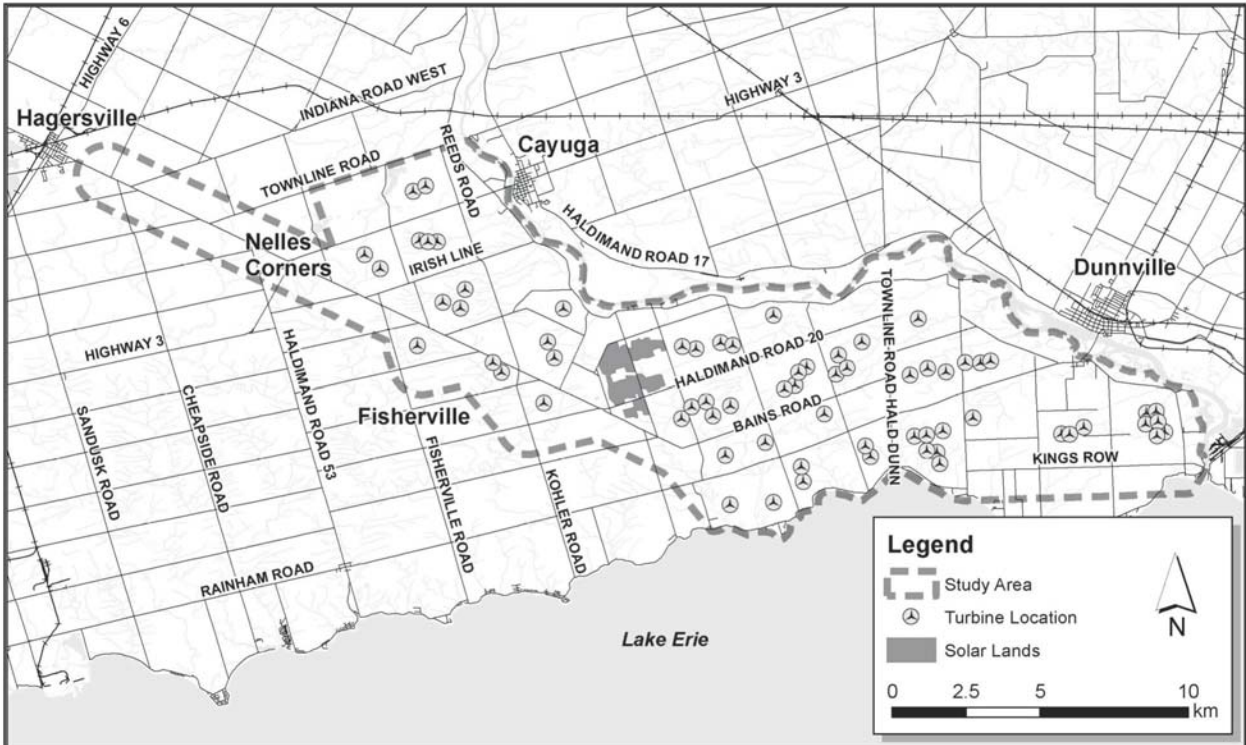 HIGHWAY 6
Hagersville
INDIANA ROAD WEST
HIGHWAY 3
TOWNLINE ROAD
REEDS ROAD
Cayuga
Nelles
Corners
IRISH LINE
HALDIMAND ROAD 17
Dunnville
HIGHWAY 3
HALDIMAND ROAD 53
CHEAPSIDE ROAD
SANDUSK ROAD
Fisherville
FISHERVILLE ROAD
KOHLER ROAD
HALDIMAND ROAD 20
BAINS ROAD
TOWNLINE ROAD HALD DUNN
KINGS ROW
RAINHAM ROAD
Lake Erie
Legend
Study Area
Turbine Location
Solar Lands
N
0 2.5 5 10
km